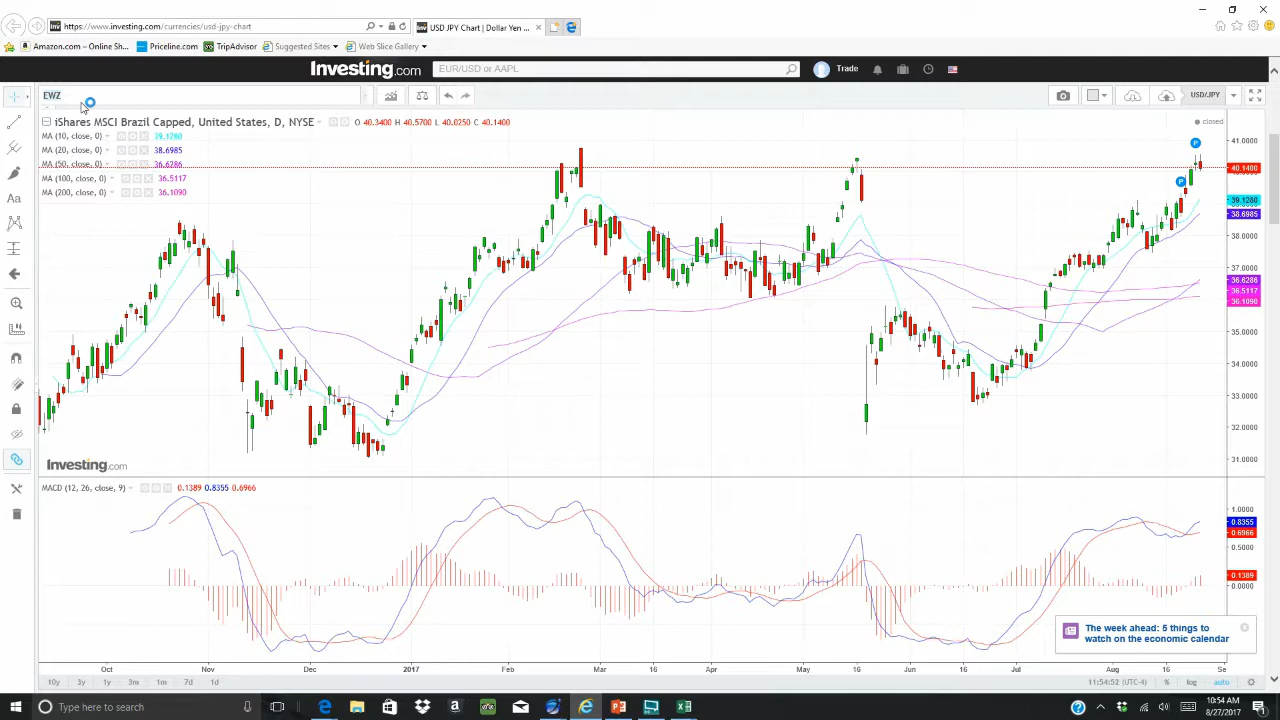 https://www.investing.com/currencies/usd-jpy-chart
USD JPY Chart | Dollar Yen ...
Amazon.com – Online Sh...
Priceline.com
TripAdvisor
Suggested Sites
Web Slice Gallery
Investing.com
EUR/USD or AAPL
Trade
EWZ
USD/JPY
iShares MSCI Brazil Capped, United States, D, NYSE
O 40.3400 H 40.5700 L 40.0250 C 40.1400
closed
MA (10, close, 0) 39.1280
MA (20, close, 0) 38.6985
MA (50, close, 0) 36.6286
MA (100, close, 0) 36.5117
MA (200, close, 0) 36.1090
P
P
41.0000
40.1400
39.1280
38.6985
38.0000
37.0000
36.6286
36.5117
36.1090
35.0000
34.0000
33.0000
32.0000
31.0000
Investing.com
MACD (12, 26, close, 9) 0.1389 0.8355 0.6966
1.0000
0.8355
0.6966
0.5000
0.1389
0.0000
The week ahead: 5 things to
watch on the economic calendar
Oct Nov Dec 2017 Feb Mar 16 Apr May 16 Jun 16 Jul Aug 16 Se
10y 3y 1y 3m 1m 7d 1d
11:54:52 (UTC-4) % log auto
Type here to search
10:54 AM
8/27/2017